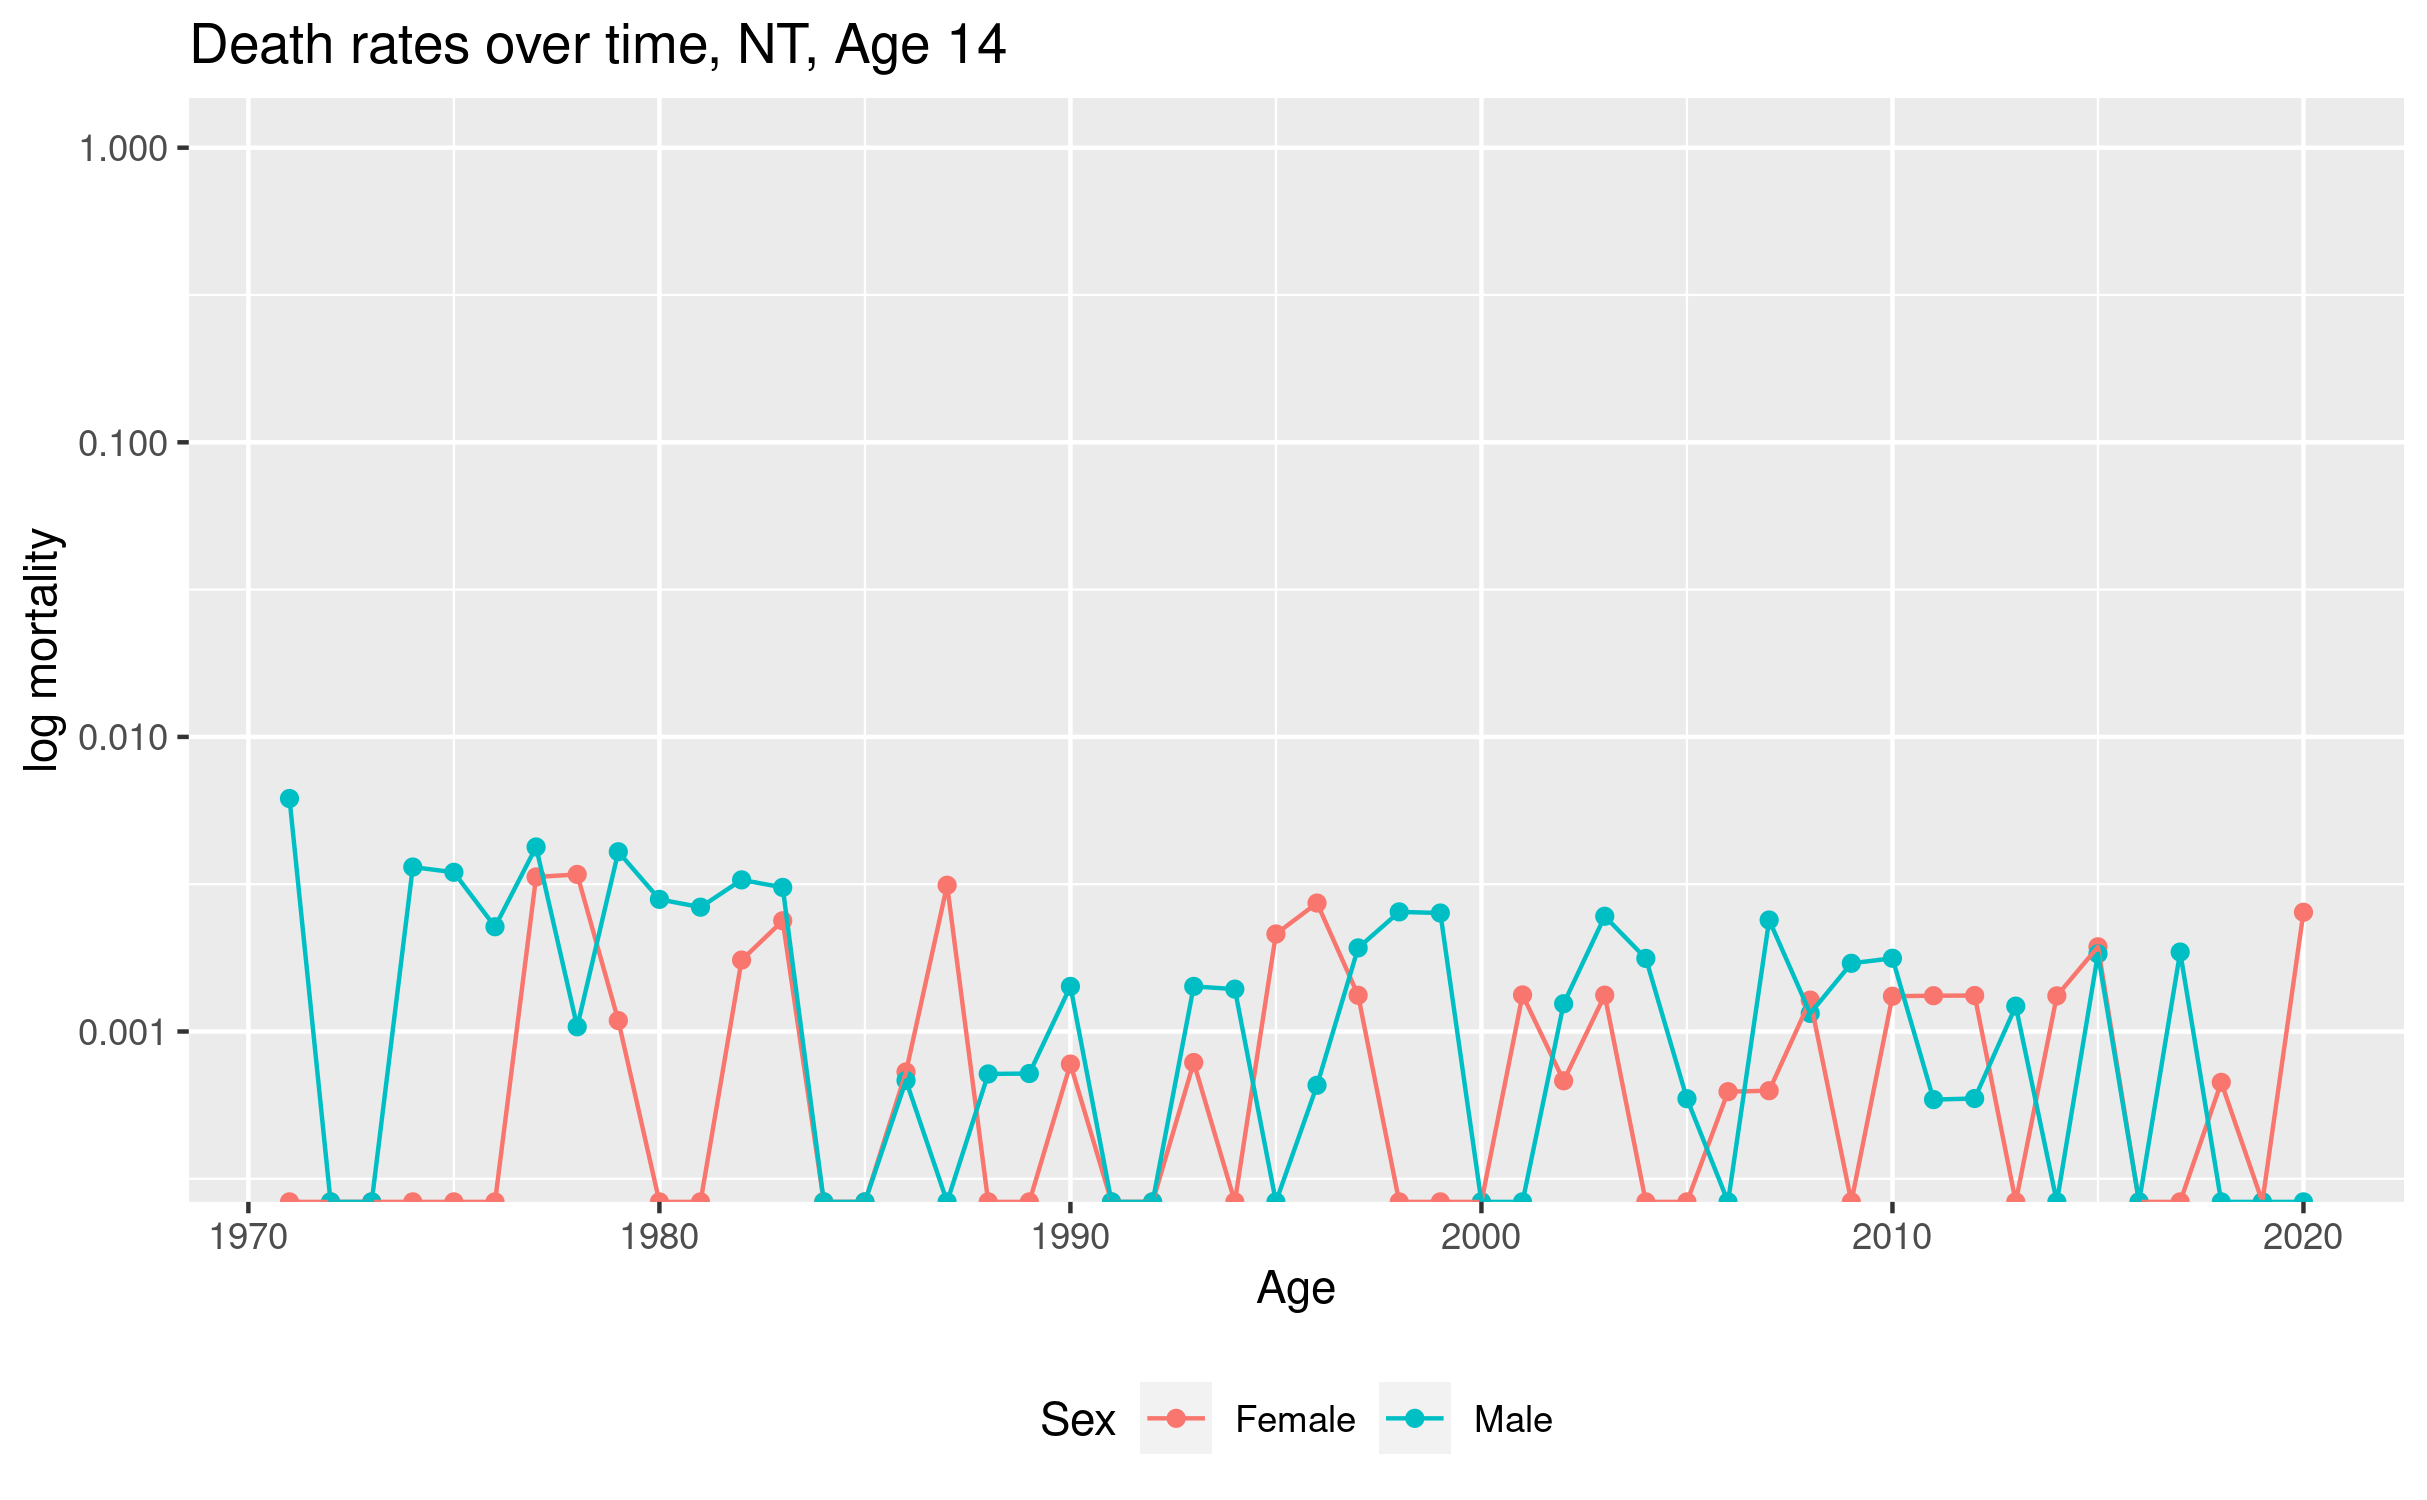 Death rates over time, NT, Age 14
log mortality
1.000
0.100
0.010
0.001
1970 1980 1990 2000 2010 2020
Age
Sex Female Male